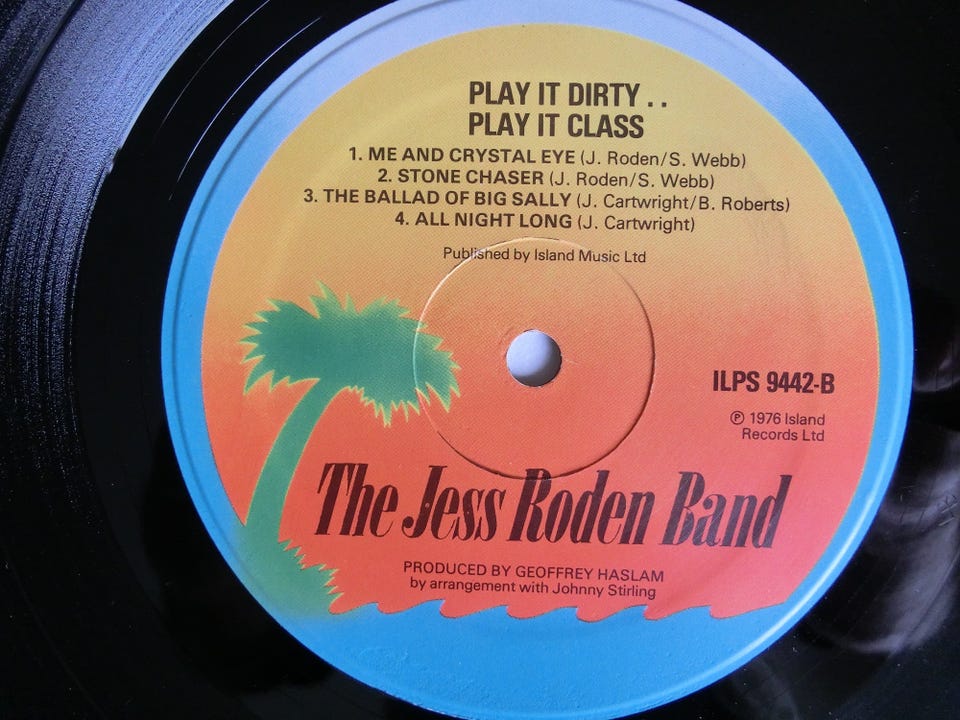 PLAY IT DIRTY . .
PLAY IT CLASS
1. ME AND CRYSTAL EYE (J. Roden/S. Webb)
2. STONE CHASER (J. Roden/S. Webb)
3. THE BALLAD OF BIG SALLY (J. Cartwright/B. Roberts)
4. ALL NIGHT LONG (J. Cartwright)
Published by Island Music Ltd
ILPS 9442-B
℗ 1976 Island
Records Ltd
The Jess Roden Band
PRODUCED BY GEOFFREY HASLAM
by arrangement with Johnny Stirling